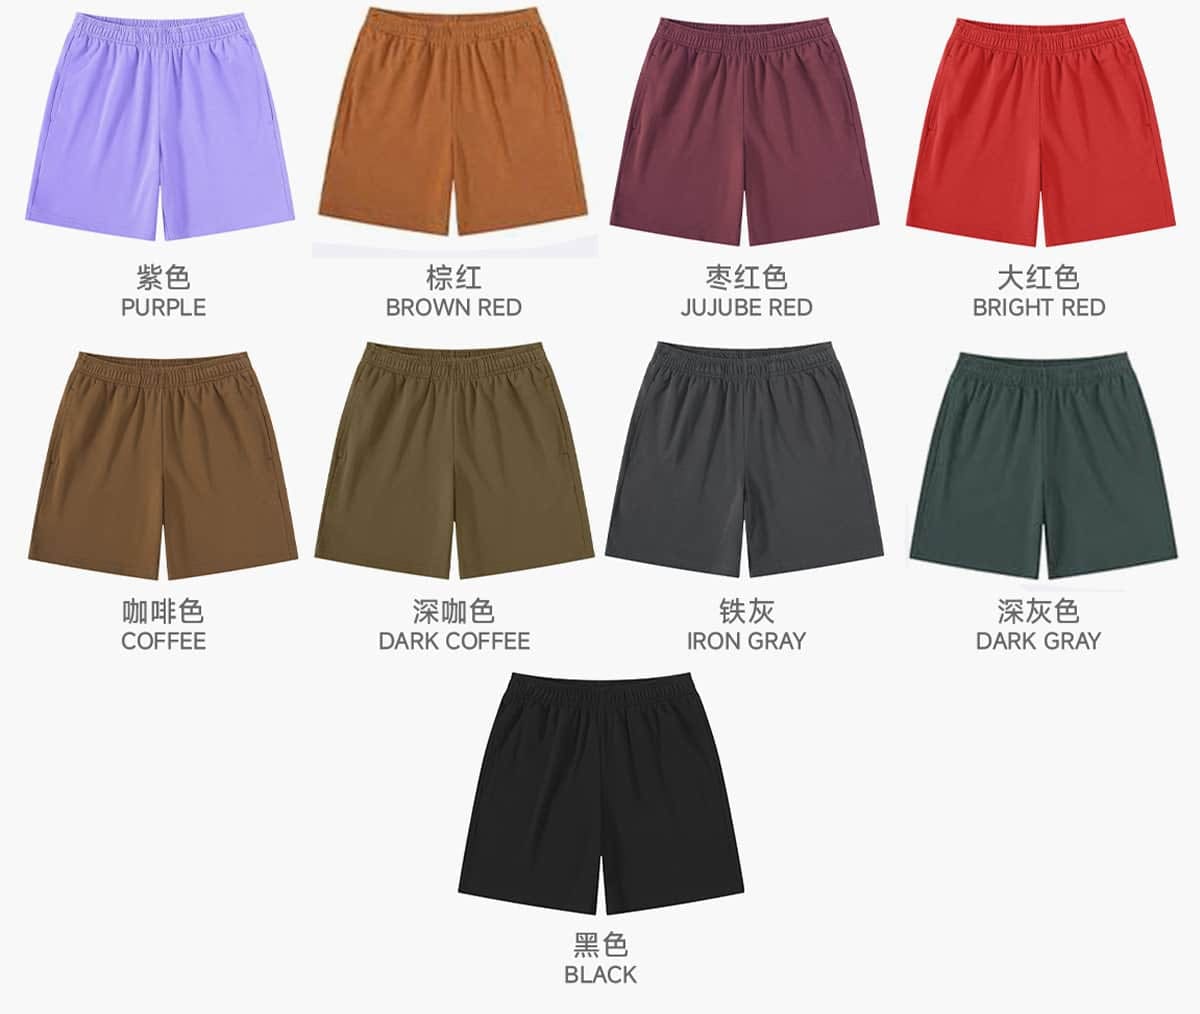 紫色
PURPLE
棕红
BROWN RED
枣红色
JUJUBE RED
大红色
BRIGHT RED
咖啡色
COFFEE
深咖色
DARK COFFEE
铁灰
IRON GRAY
深灰色
DARK GRAY
黑色
BLACK